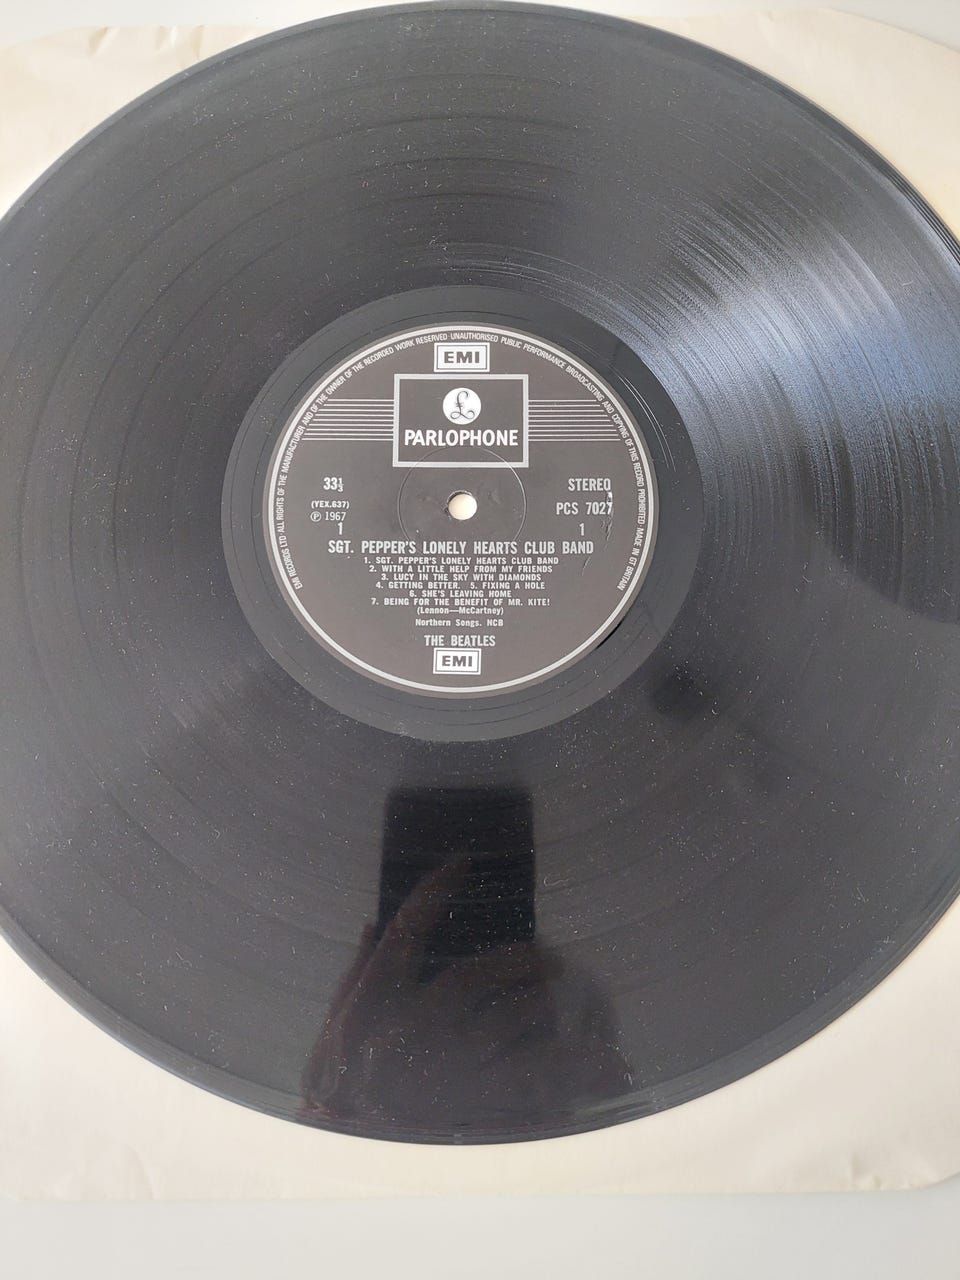 EMI RECORDS LTD·ALL RIGHTS OF THE MANUFACTURER AND OF THE OWNER OF THE RECORDED WORK RESERVED UNAUTHORISED PUBLIC PERFORMANCE BROADCASTING AND COPYING OF THIS RECORD PROHIBITED·MADE IN GT BRITAIN
EMI
£
PARLOPHONE
33⅓ STEREO
(YEX.637) PCS 7027
℗ 1967
1 1
SGT. PEPPER'S LONELY HEARTS CLUB BAND
1. SGT. PEPPER'S LONELY HEARTS CLUB BAND
2. WITH A LITTLE HELP FROM MY FRIENDS
3. LUCY IN THE SKY WITH DIAMONDS
4. GETTING BETTER. 5. FIXING A HOLE
6. SHE'S LEAVING HOME
7. BEING FOR THE BENEFIT OF MR. KITE!
(Lennon—McCartney)
Northern Songs. NCB
THE BEATLES
EMI